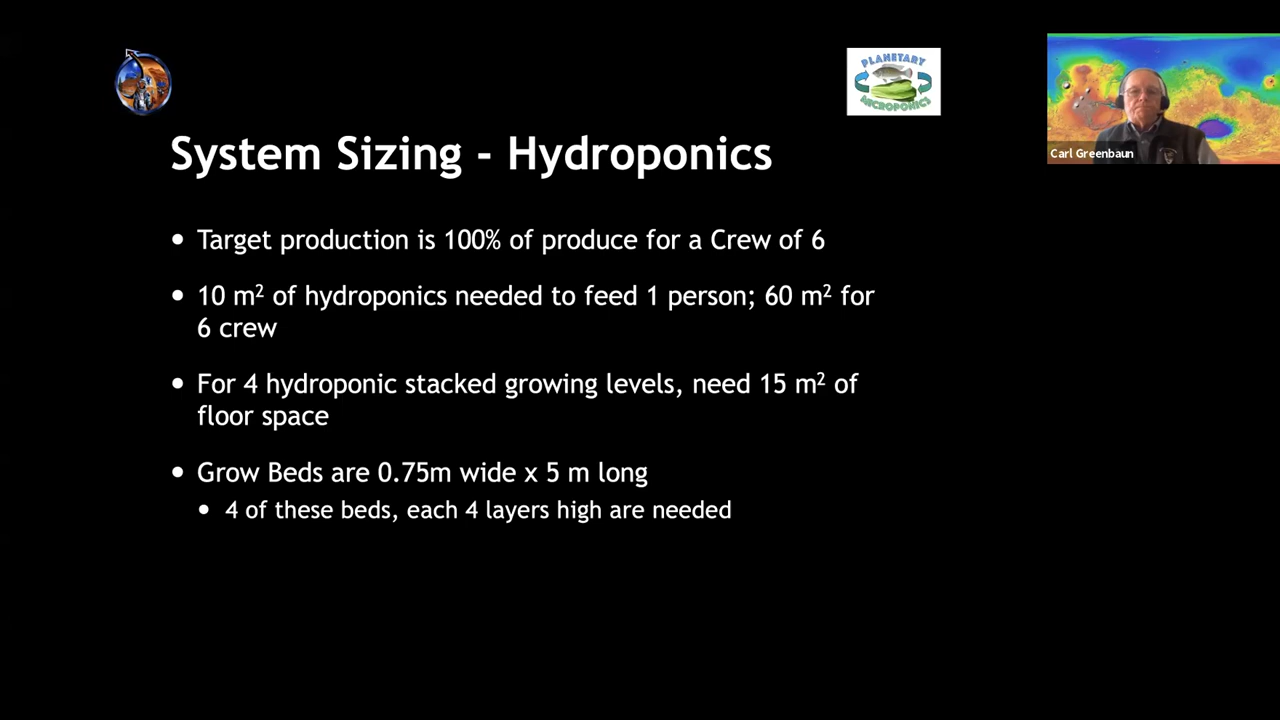 PLANETARY
MICROPONICS
Carl Greenbaun
System Sizing - Hydroponics
• Target production is 100% of produce for a Crew of 6
• 10 m² of hydroponics needed to feed 1 person; 60 m² for
6 crew
• For 4 hydroponic stacked growing levels, need 15 m² of
floor space
• Grow Beds are 0.75m wide x 5 m long
• 4 of these beds, each 4 layers high are needed